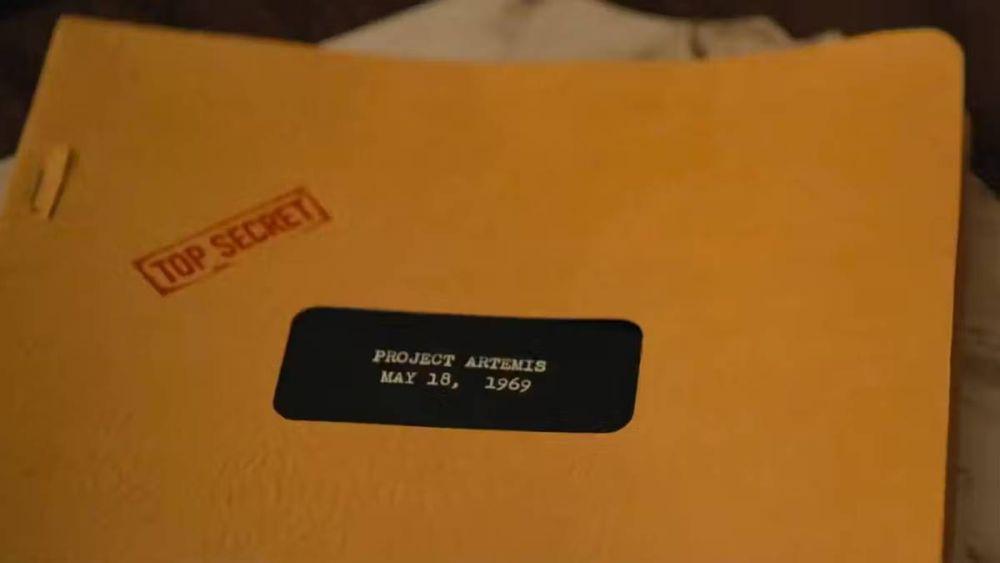 TOP SECRET
PROJECT ARTEMIS
MAY 18, 1969